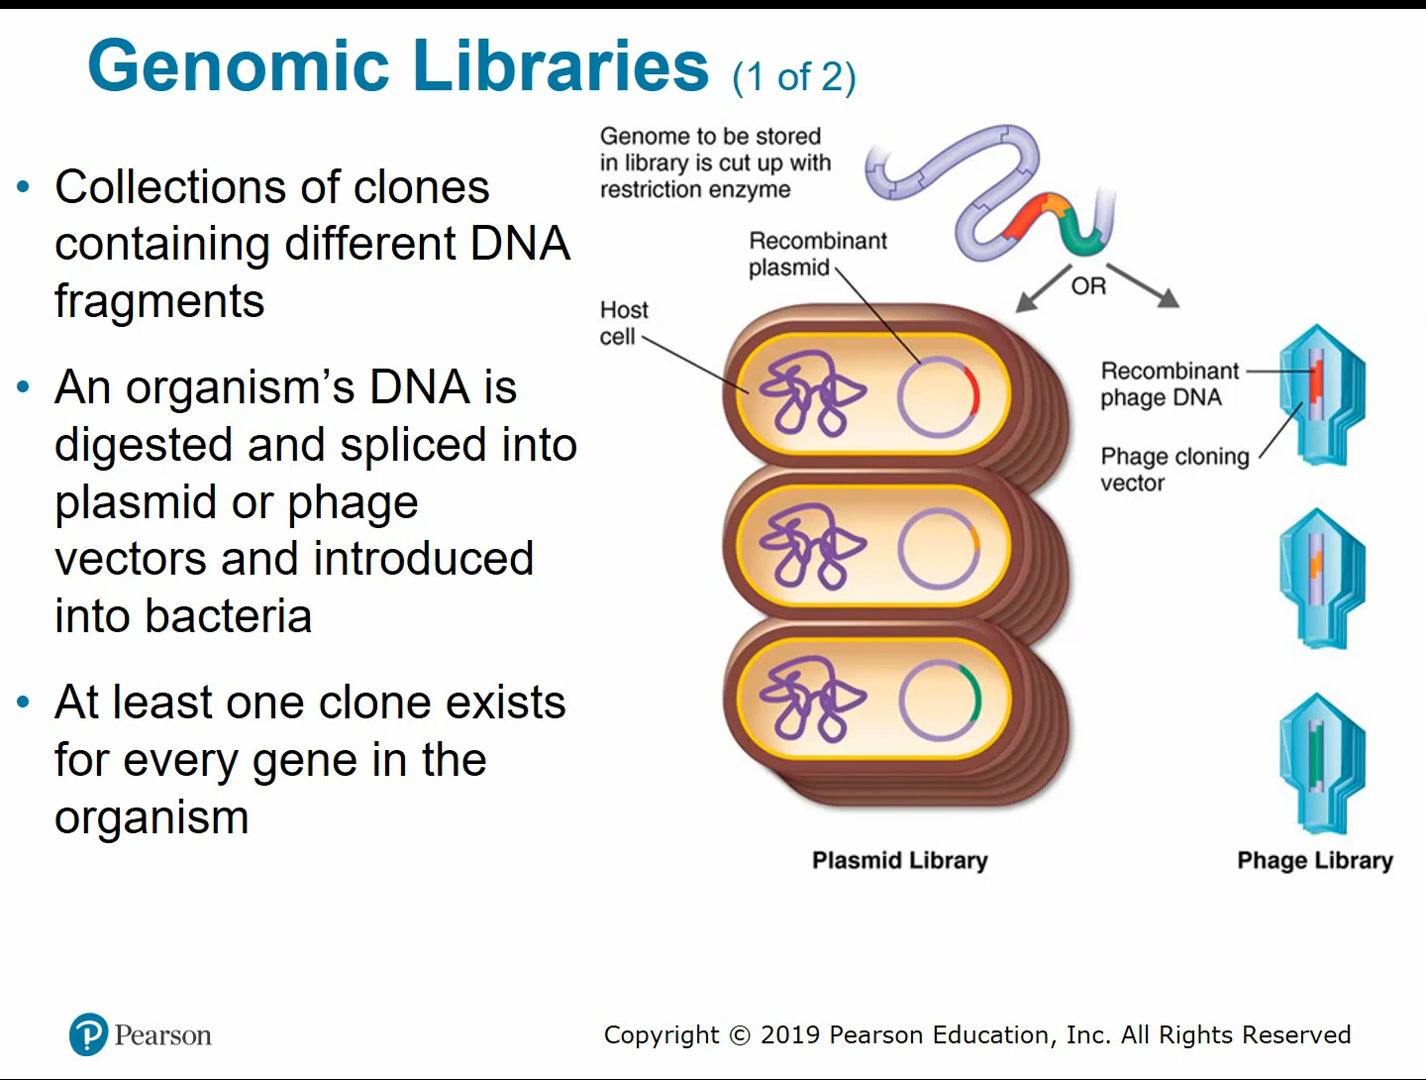 Genomic Libraries (1 of 2)
• Collections of clones
containing different DNA
fragments
• An organism’s DNA is
digested and spliced into
plasmid or phage
vectors and introduced
into bacteria
• At least one clone exists
for every gene in the
organism
Genome to be stored
in library is cut up with
restriction enzyme
Recombinant
plasmid
Host
cell
OR
Recombinant
phage DNA
Phage cloning
vector
Plasmid Library
Phage Library
P Pearson
Copyright © 2019 Pearson Education, Inc. All Rights Reserved